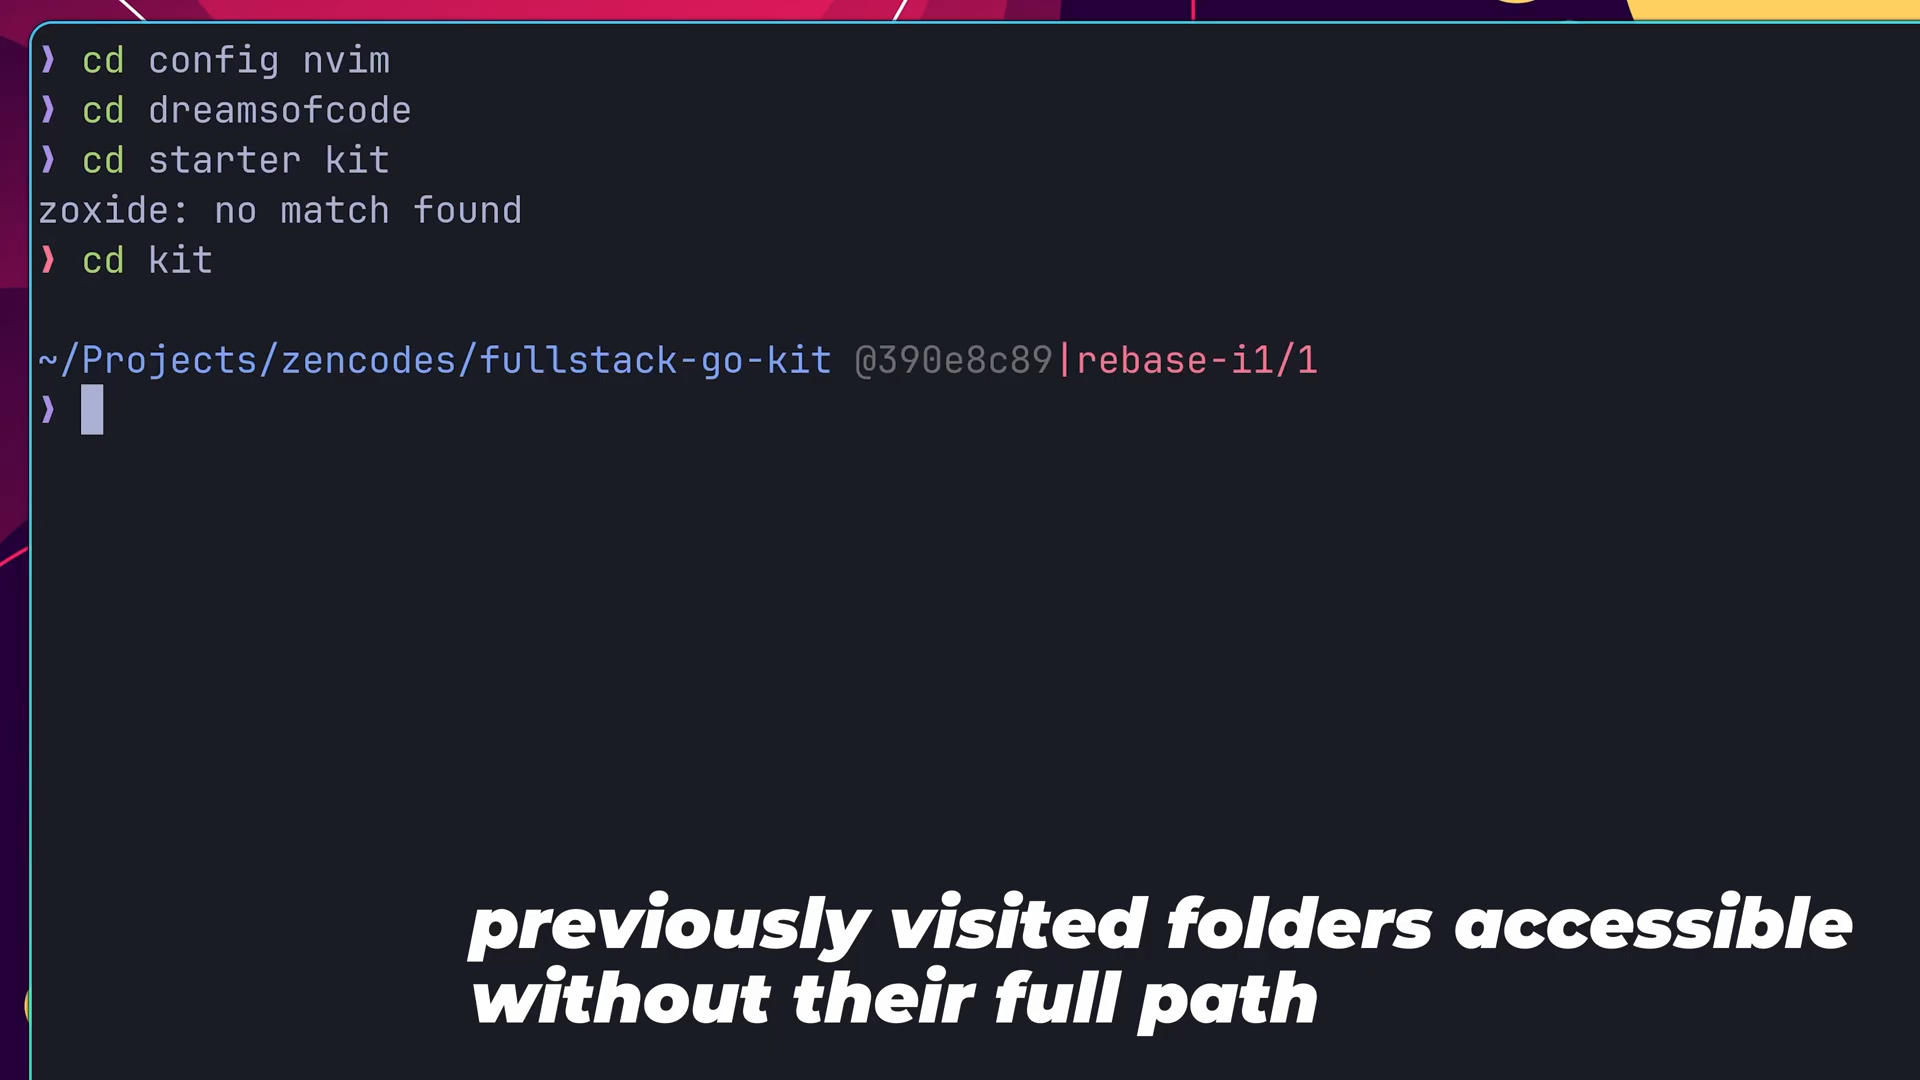 ❯ cd config nvim
❯ cd dreamsofcode
❯ cd starter kit
zoxide: no match found
❯ cd kit
~/Projects/zencodes/fullstack-go-kit @390e8c89|rebase-i1/1
❯
previously visited folders accessible
without their full path